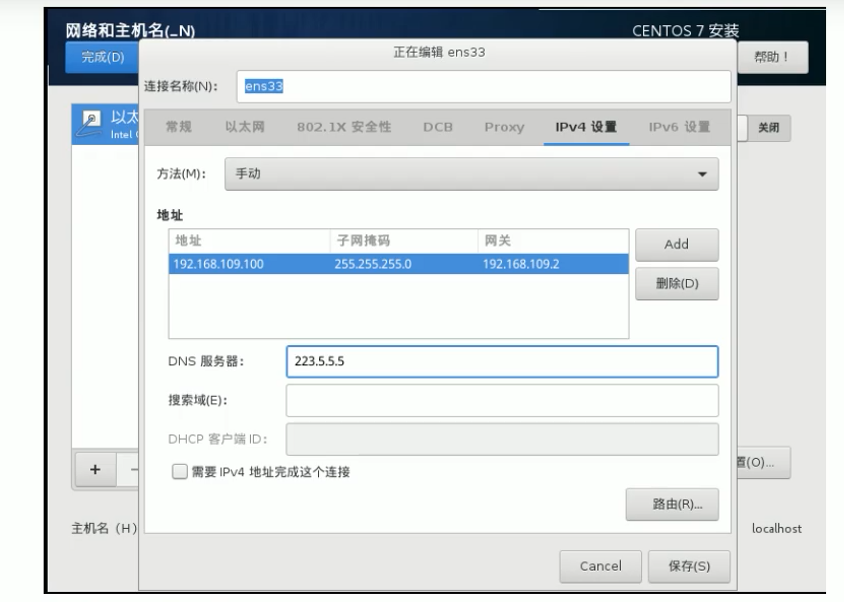 网络和主机名(_N)
CENTOS 7 安装
完成(D)
正在编辑 ens33
帮助！
连接名称(N)：
ens33
以太
Intel
常规
以太网
802.1X 安全性
DCB
Proxy
IPv4 设置
IPv6 设置
关闭
方法(M)：
手动
地址
地址 子网掩码 网关
192.168.109.100 255.255.255.0 192.168.109.2
Add
删除(D)
DNS 服务器：
223.5.5.5
搜索域(E)：
DHCP 客户端 ID：
需要 IPv4 地址完成这个连接
+
−
置(O)...
路由(R)...
主机名（H）
localhost
Cancel
保存(S)